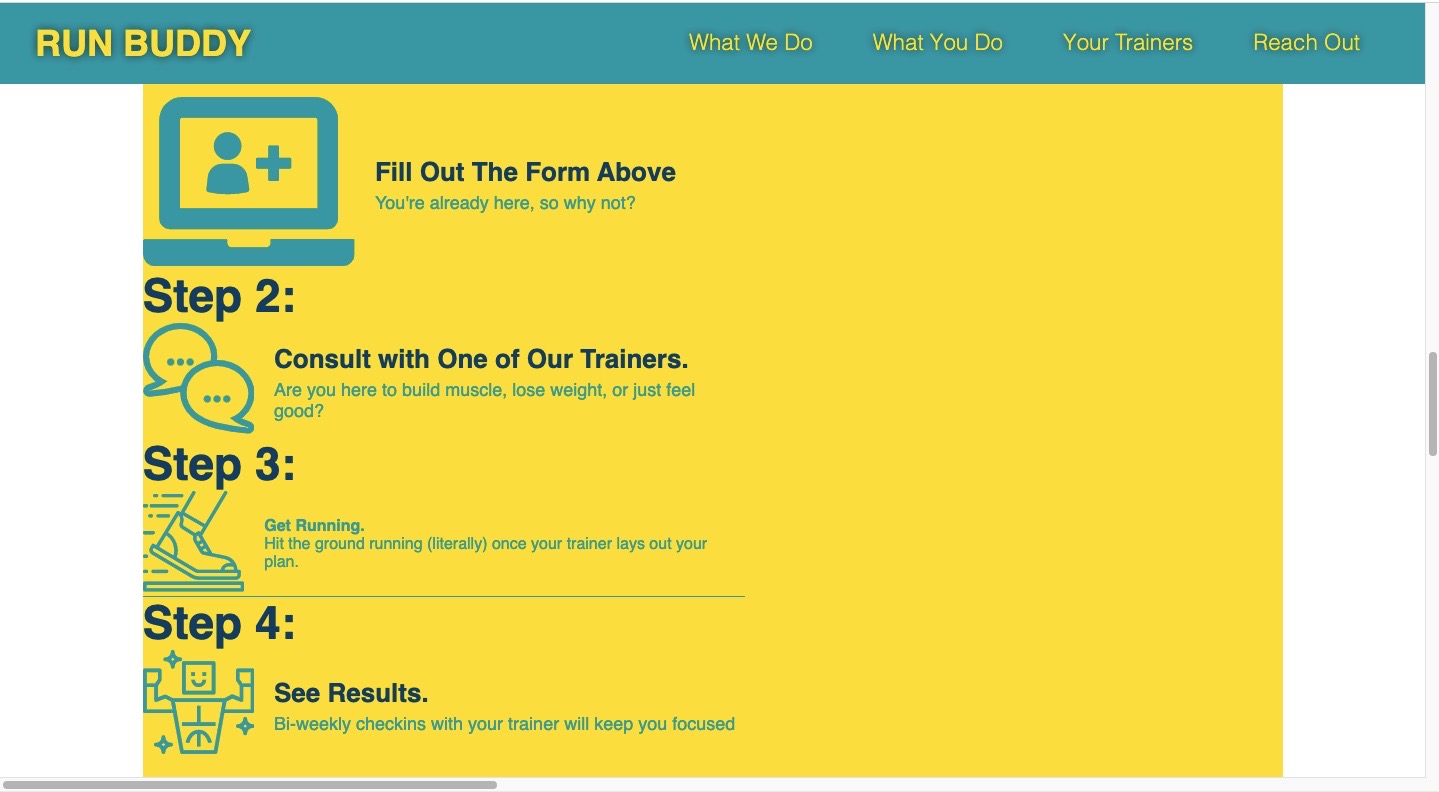 RUN BUDDY
What We Do
What You Do
Your Trainers
Reach Out
Fill Out The Form Above
You're already here, so why not?
Step 2:
Consult with One of Our Trainers.
Are you here to build muscle, lose weight, or just feel
good?
Step 3:
Get Running.
Hit the ground running (literally) once your trainer lays out your
plan.
Step 4:
See Results.
Bi-weekly checkins with your trainer will keep you focused